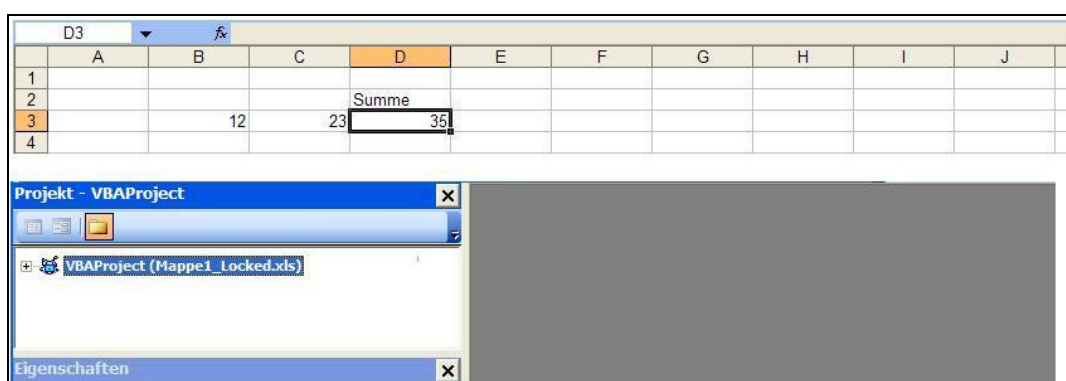 D3 fx
A B C D E F G H I J
1
2 Summe
3 12 23 35
4
Projekt - VBAProject
VBAProject (Mappe1_Locked.xls)
Eigenschaften